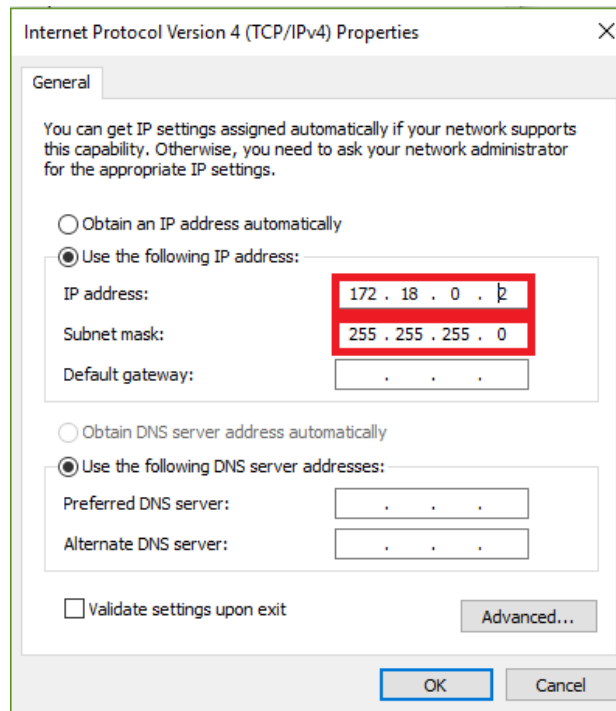 Internet Protocol Version 4 (TCP/IPv4) Properties
General
You can get IP settings assigned automatically if your network supports
this capability. Otherwise, you need to ask your network administrator
for the appropriate IP settings.
Obtain an IP address automatically
Use the following IP address:
IP address: 172 . 18 . 0 . 2
Subnet mask: 255 . 255 . 255 . 0
Default gateway: . . .
Obtain DNS server address automatically
Use the following DNS server addresses:
Preferred DNS server: . . .
Alternate DNS server: . . .
Validate settings upon exit
Advanced...
OK Cancel